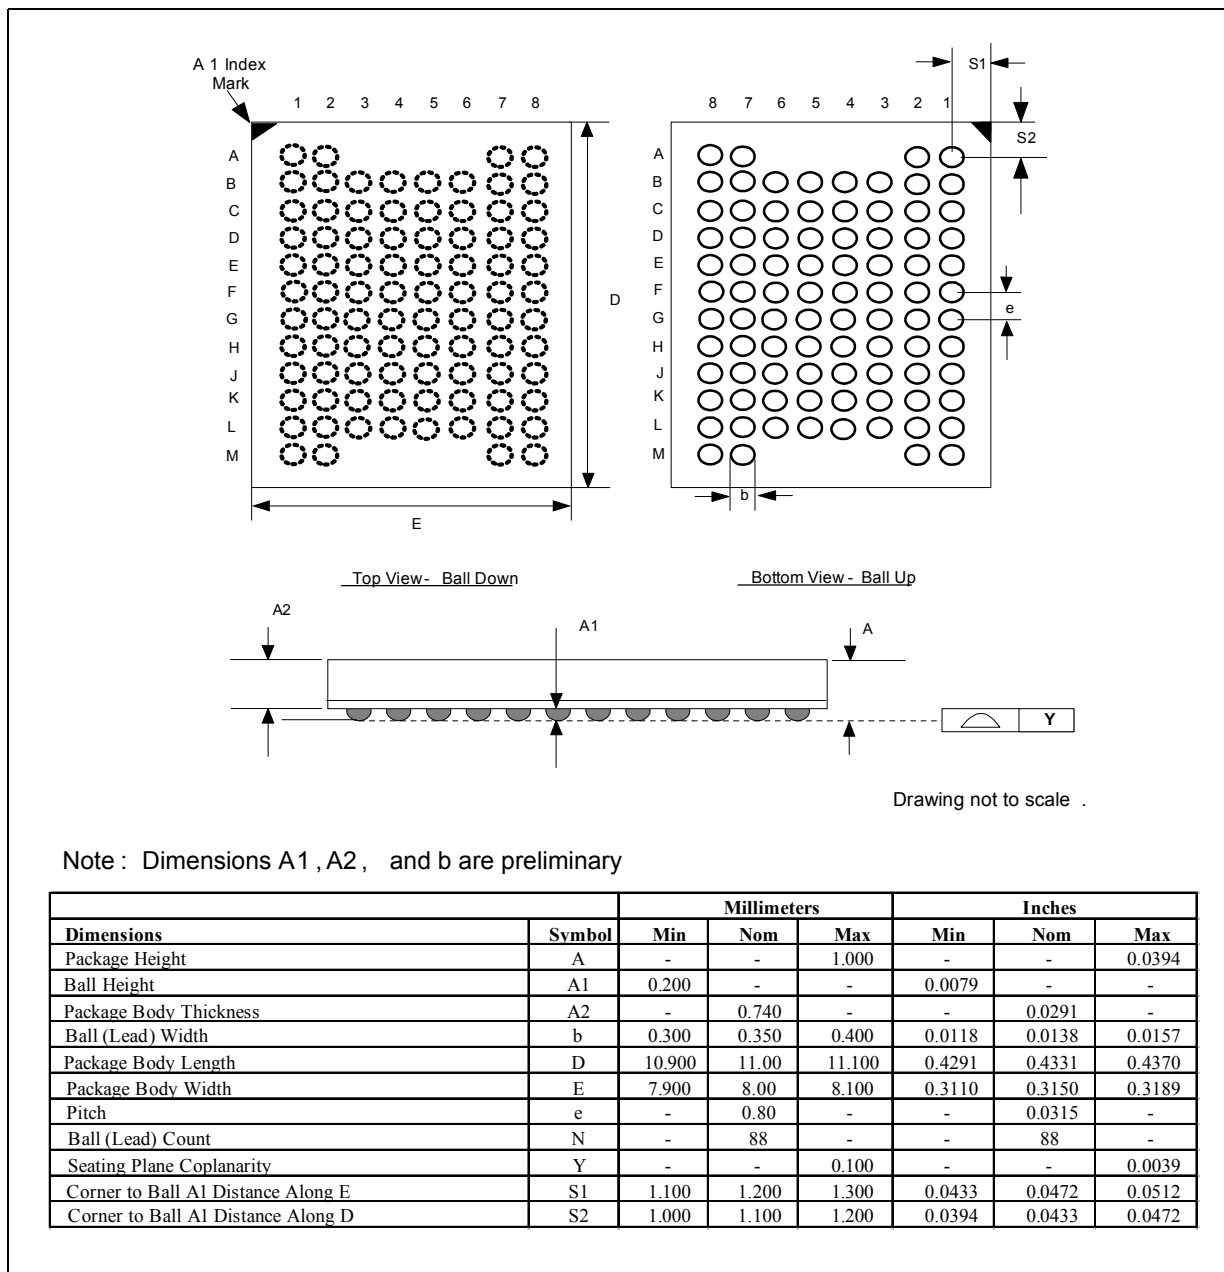 A 1 Index
Mark
1 2 3 4 5 6 7 8
8 7 6 5 4 3 2 1
S1
S2
A
B
C
D
E
F
G
H
J
K
L
M
D
E
A
B
C
D
E
F
G
H
J
K
L
M
e
b
Top View - Ball Down
Bottom View - Ball Up
A2
A1
A
Y
Drawing not to scale .
Note : Dimensions A1 , A2 , and b are preliminary
Millimeters Inches
Dimensions Symbol Min Nom Max Min Nom Max
Package Height A - - 1.000 - - 0.0394
Ball Height A1 0.200 - - 0.0079 - -
Package Body Thickness A2 - 0.740 - - 0.0291 -
Ball (Lead) Width b 0.300 0.350 0.400 0.0118 0.0138 0.0157
Package Body Length D 10.900 11.00 11.100 0.4291 0.4331 0.4370
Package Body Width E 7.900 8.00 8.100 0.3110 0.3150 0.3189
Pitch e - 0.80 - - 0.0315 -
Ball (Lead) Count N - 88 - - 88 -
Seating Plane Coplanarity Y - - 0.100 - - 0.0039
Corner to Ball A1 Distance Along E S1 1.100 1.200 1.300 0.0433 0.0472 0.0512
Corner to Ball A1 Distance Along D S2 1.000 1.100 1.200 0.0394 0.0433 0.0472